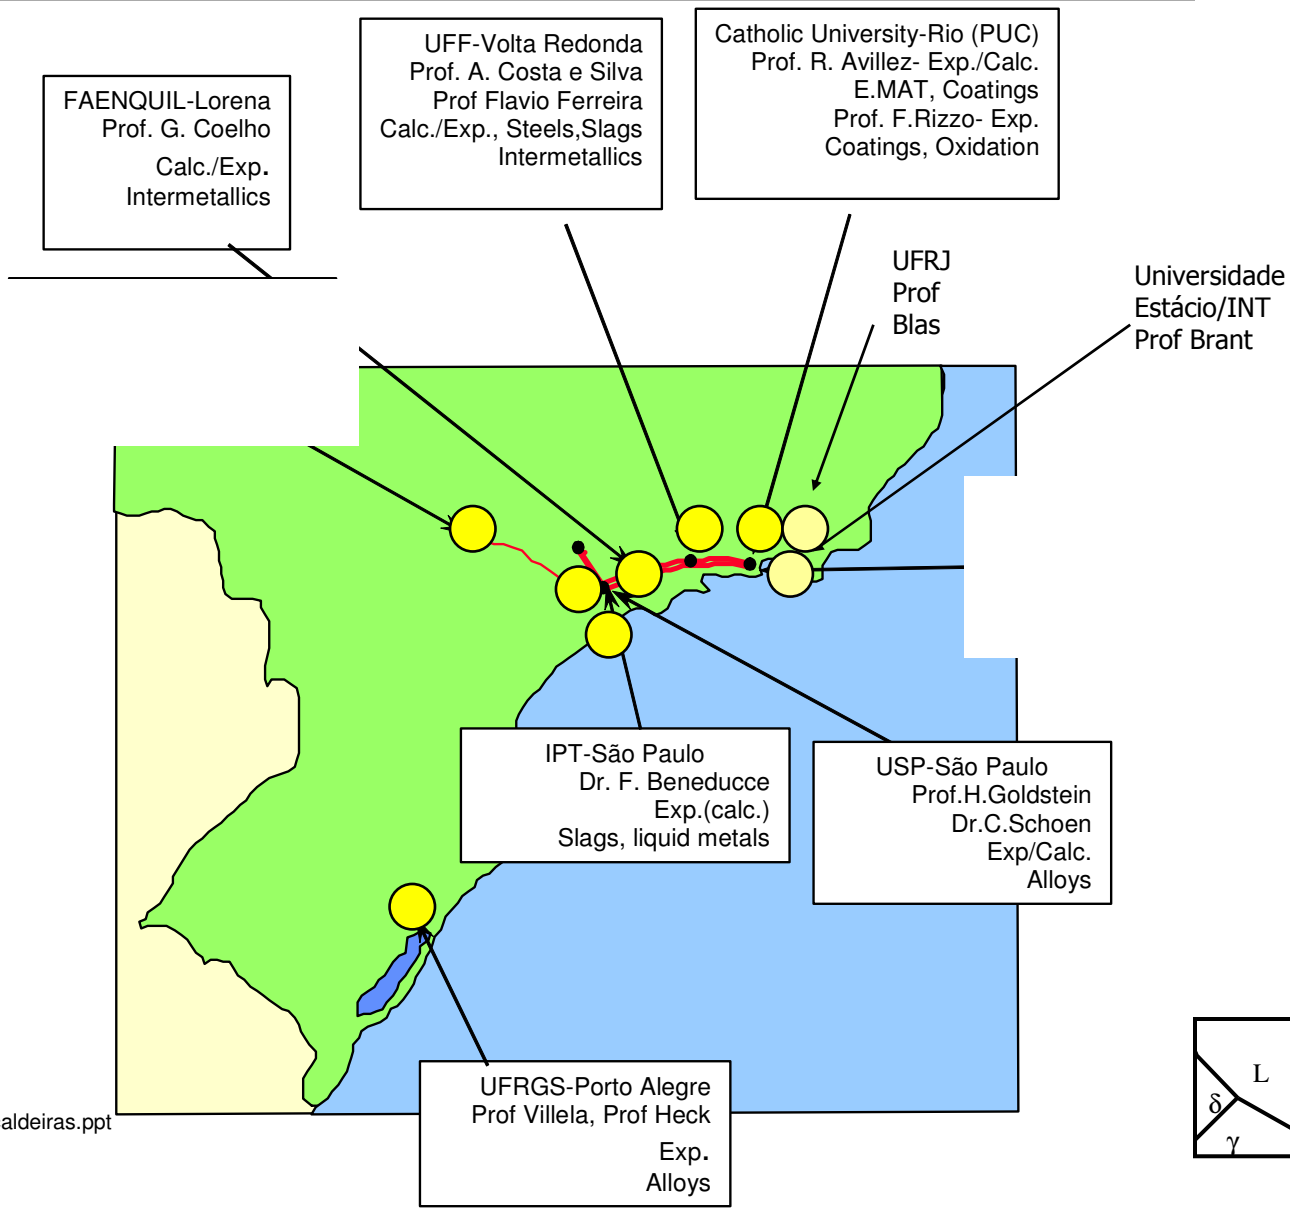 FAENQUIL-Lorena
Prof. G. Coelho
Calc./Exp.
Intermetallics
UFF-Volta Redonda
Prof. A. Costa e Silva
Prof Flavio Ferreira
Calc./Exp., Steels,Slags
Intermetallics
Catholic University-Rio (PUC)
Prof. R. Avillez- Exp./Calc.
E.MAT, Coatings
Prof. F.Rizzo- Exp.
Coatings, Oxidation
UFRJ
Prof
Blas
Universidade
Estácio/INT
Prof Brant
IPT-São Paulo
Dr. F. Beneducce
Exp.(calc.)
Slags, liquid metals
USP-São Paulo
Prof.H.Goldstein
Dr.C.Schoen
Exp/Calc.
Alloys
UFRGS-Porto Alegre
Prof Villela, Prof Heck
Exp.
Alloys
aldeiras.ppt
L
δ
γ